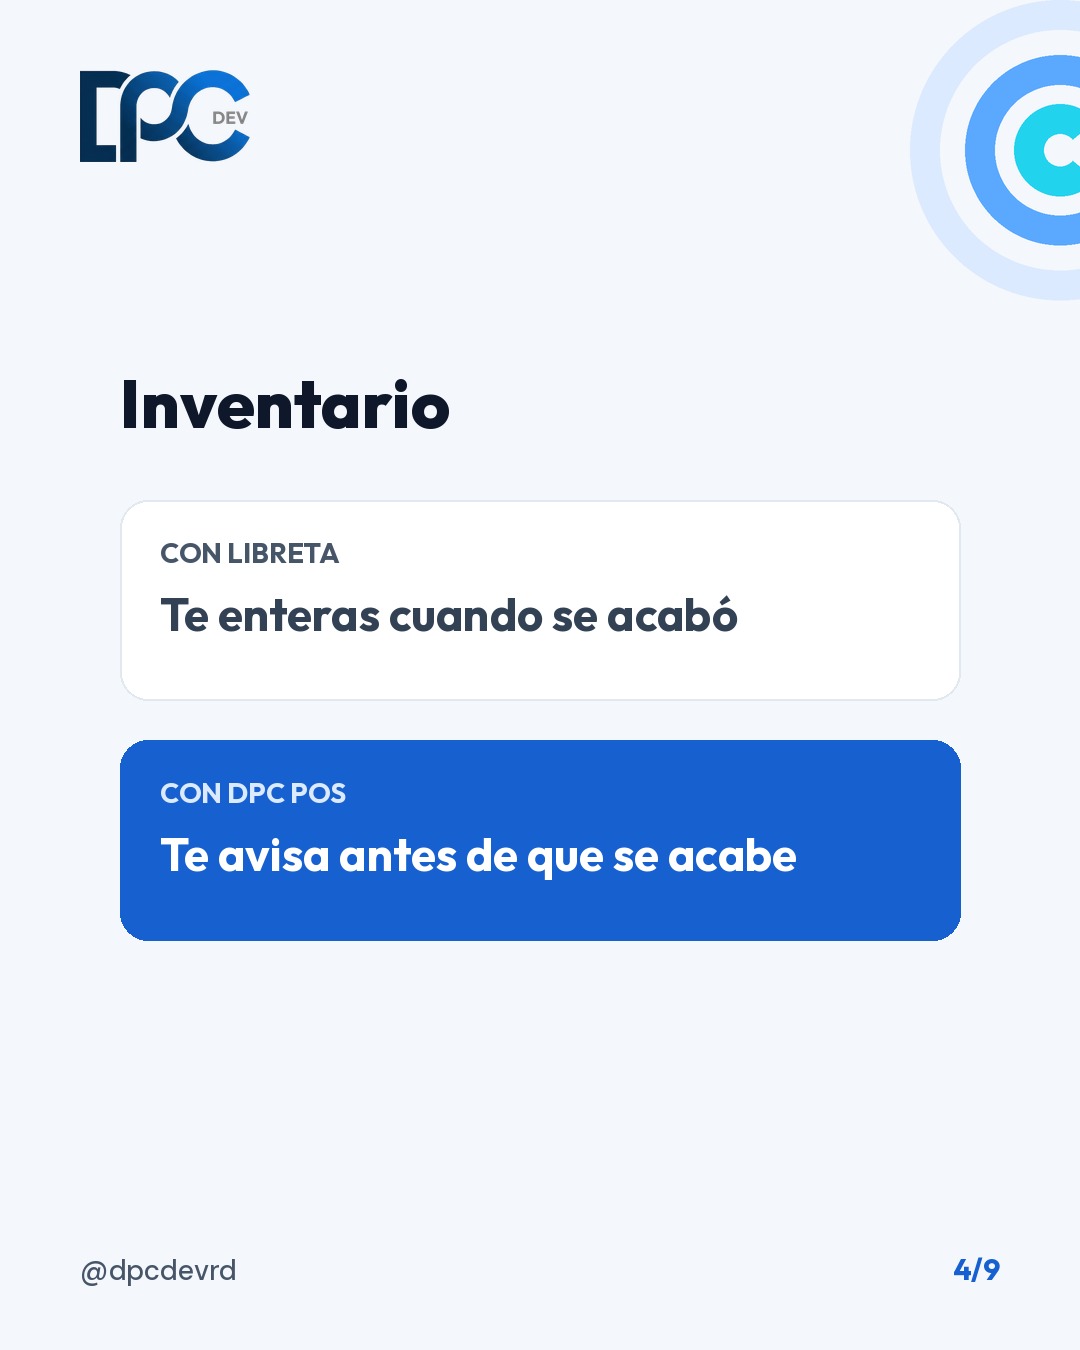 DPC
DEV
Inventario
CON LIBRETA
Te enteras cuando se acabó
CON DPC POS
Te avisa antes de que se acabe
@dpcdevrd
4/9